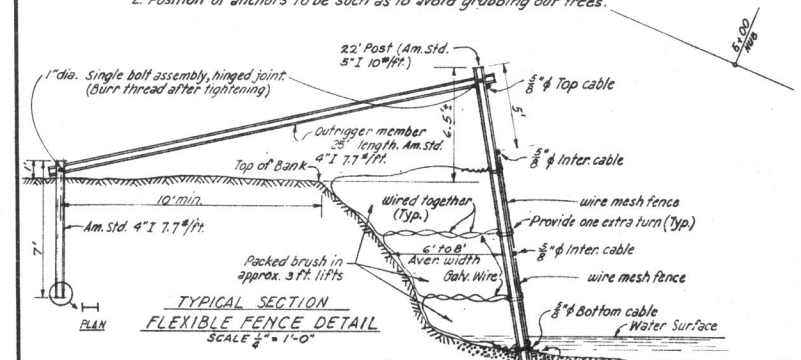 2. Position of anchors to be such as to avoid grubbing out trees.
6+00
HUB
22' Post (Am. Std.
5" I 10#/ft.)
1" dia. Single bolt assembly, hinged joint.
(Burr thread after tightening)
5/8" ϕ Top cable
5'
6.5'±
Outrigger member
25' length. Am. Std.
4" I 7.7#/ft.
Top of Bank
5/8" ϕ Inter. cable
1'
10' min.
wired together
(Typ.)
wire mesh fence
Provide one extra turn (Typ.)
Am. Std. 4" I 7.7#/ft.
7'
6' to 8'
Aver. width
5/8" ϕ Inter. cable
Packed brush in
approx. 3 ft. lifts
Galv. Wire
wire mesh fence
I
PLAN
TYPICAL SECTION
FLEXIBLE FENCE DETAIL
SCALE 1/4" = 1'-0"
5/8" ϕ Bottom cable
Water Surface